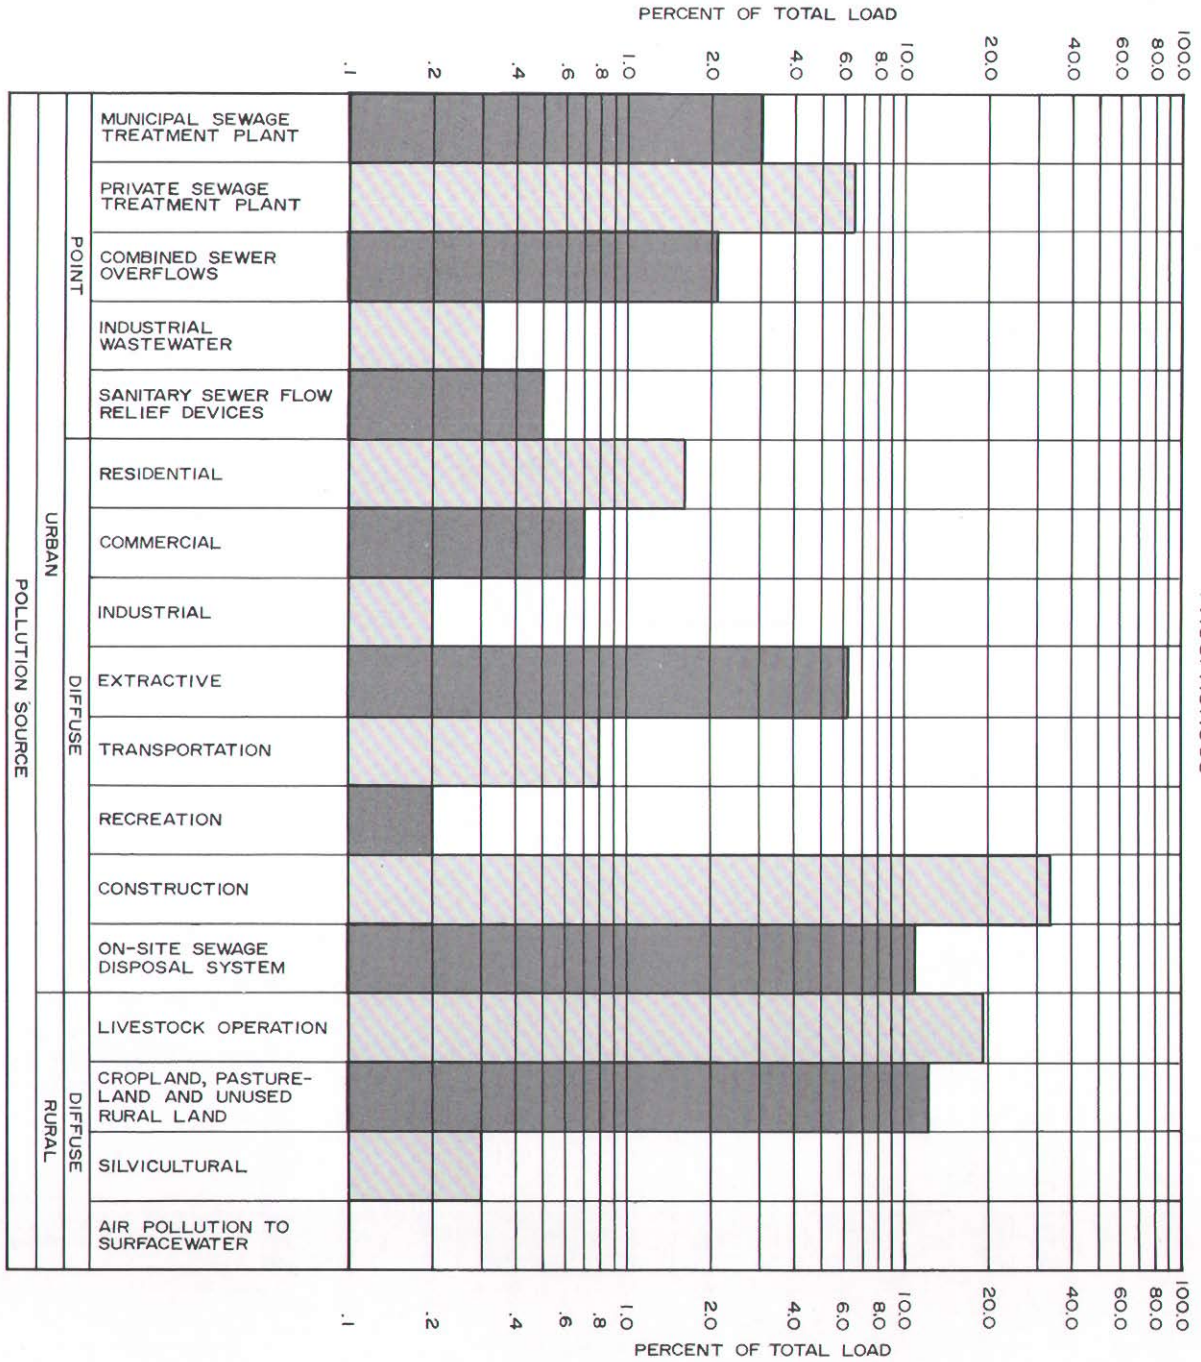 PERCENT OF TOTAL LOAD
.1 .2 .4 .6 .8 1.0 2.0 4.0 6.0 8.0 10.0 20.0 40.0 60.0 80.0 100.0
MUNICIPAL SEWAGE
TREATMENT PLANT
PRIVATE SEWAGE
TREATMENT PLANT
COMBINED SEWER
OVERFLOWS
INDUSTRIAL
WASTEWATER
SANITARY SEWER FLOW
RELIEF DEVICES
POINT
RESIDENTIAL
COMMERCIAL
INDUSTRIAL
EXTRACTIVE
TRANSPORTATION
RECREATION
CONSTRUCTION
ON-SITE SEWAGE
DISPOSAL SYSTEM
DIFFUSE
URBAN
LIVESTOCK OPERATION
CROPLAND, PASTURE-
LAND AND UNUSED
RURAL LAND
SILVICULTURAL
AIR POLLUTION TO
SURFACEWATER
DIFFUSE
RURAL
POLLUTION SOURCE
.1 .2 .4 .6 .8 1.0 2.0 4.0 6.0 8.0 10.0 20.0 40.0 60.0 80.0 100.0
PERCENT OF TOTAL LOAD